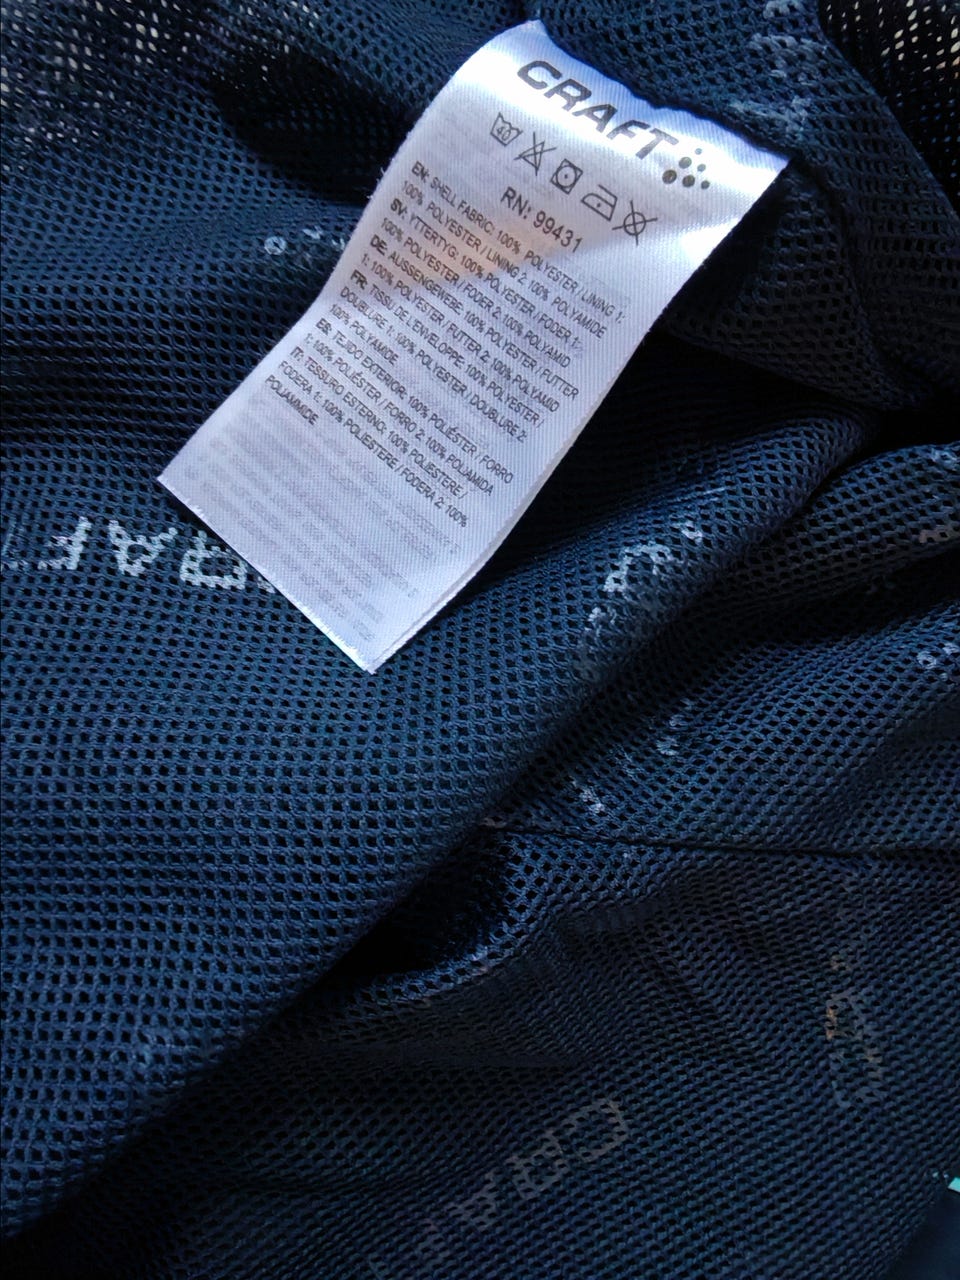 CRAFT
40
RN: 99431
EN: SHELL FABRIC: 100% POLYESTER / LINING 1:
100% POLYESTER / LINING 2: 100% POLYAMIDE
SV: YTTERTYG: 100% POLYESTER / FODER 1:
100% POLYESTER / FODER 2: 100% POLYAMID
DE: AUSSENGEWEBE: 100% POLYESTER / FUTTER
1: 100% POLYESTER / FUTTER 2: 100% POLYAMID
FR: TISSU DE L'ENVELOPPE: 100% POLYESTER /
DOUBLURE 1: 100% POLYESTER / DOUBLURE 2:
100% POLYAMIDE
ES: TEJIDO EXTERIOR: 100% POLIÉSTER / FORRO
1: 100% POLIÉSTER / FORRO 2: 100% POLIAMIDA
IT: TESSURO ESTERNO: 100% POLIESTERE /
FODERA 1: 100% POLIESTERE / FODERA 2: 100%
POLIAMMIDE
RAF
CRA